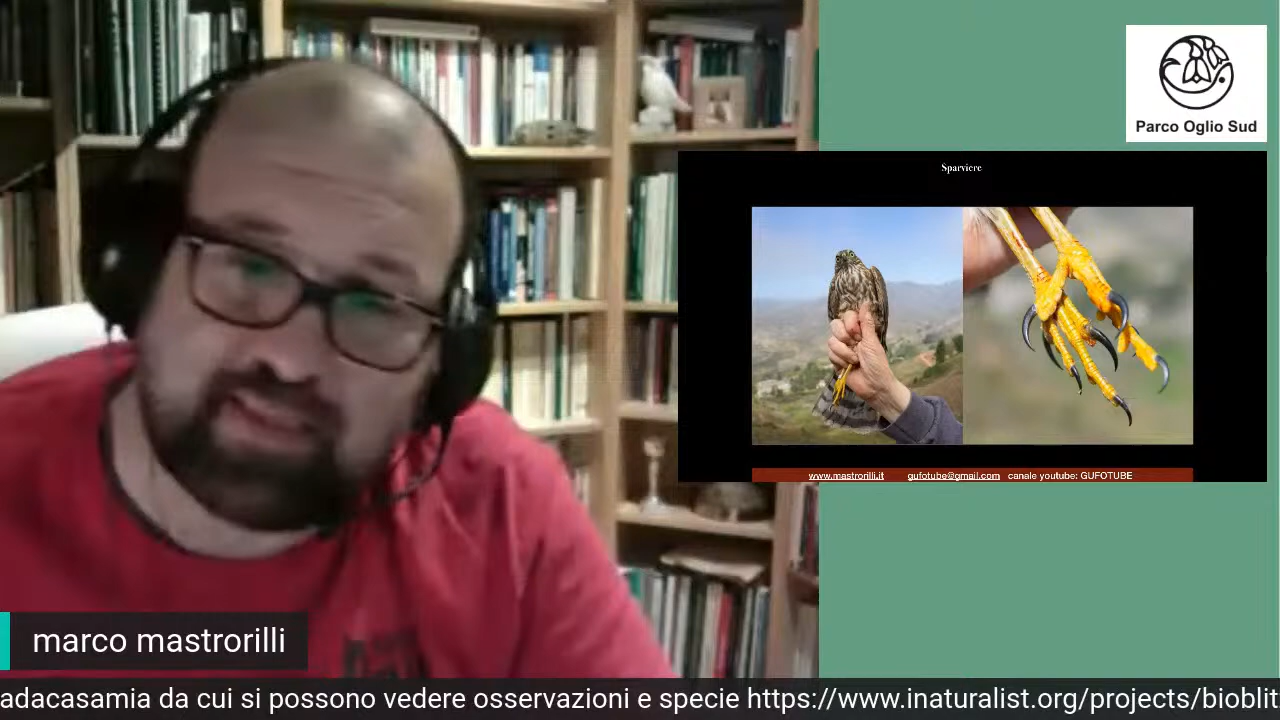 Parco Oglio Sud
Sparviere
www.mastrorilli.it gufotube@gmail.com canale youtube: GUFOTUBE
marco mastrorilli
adacasamia da cui si possono vedere osservazioni e specie https://www.inaturalist.org/projects/bioblit